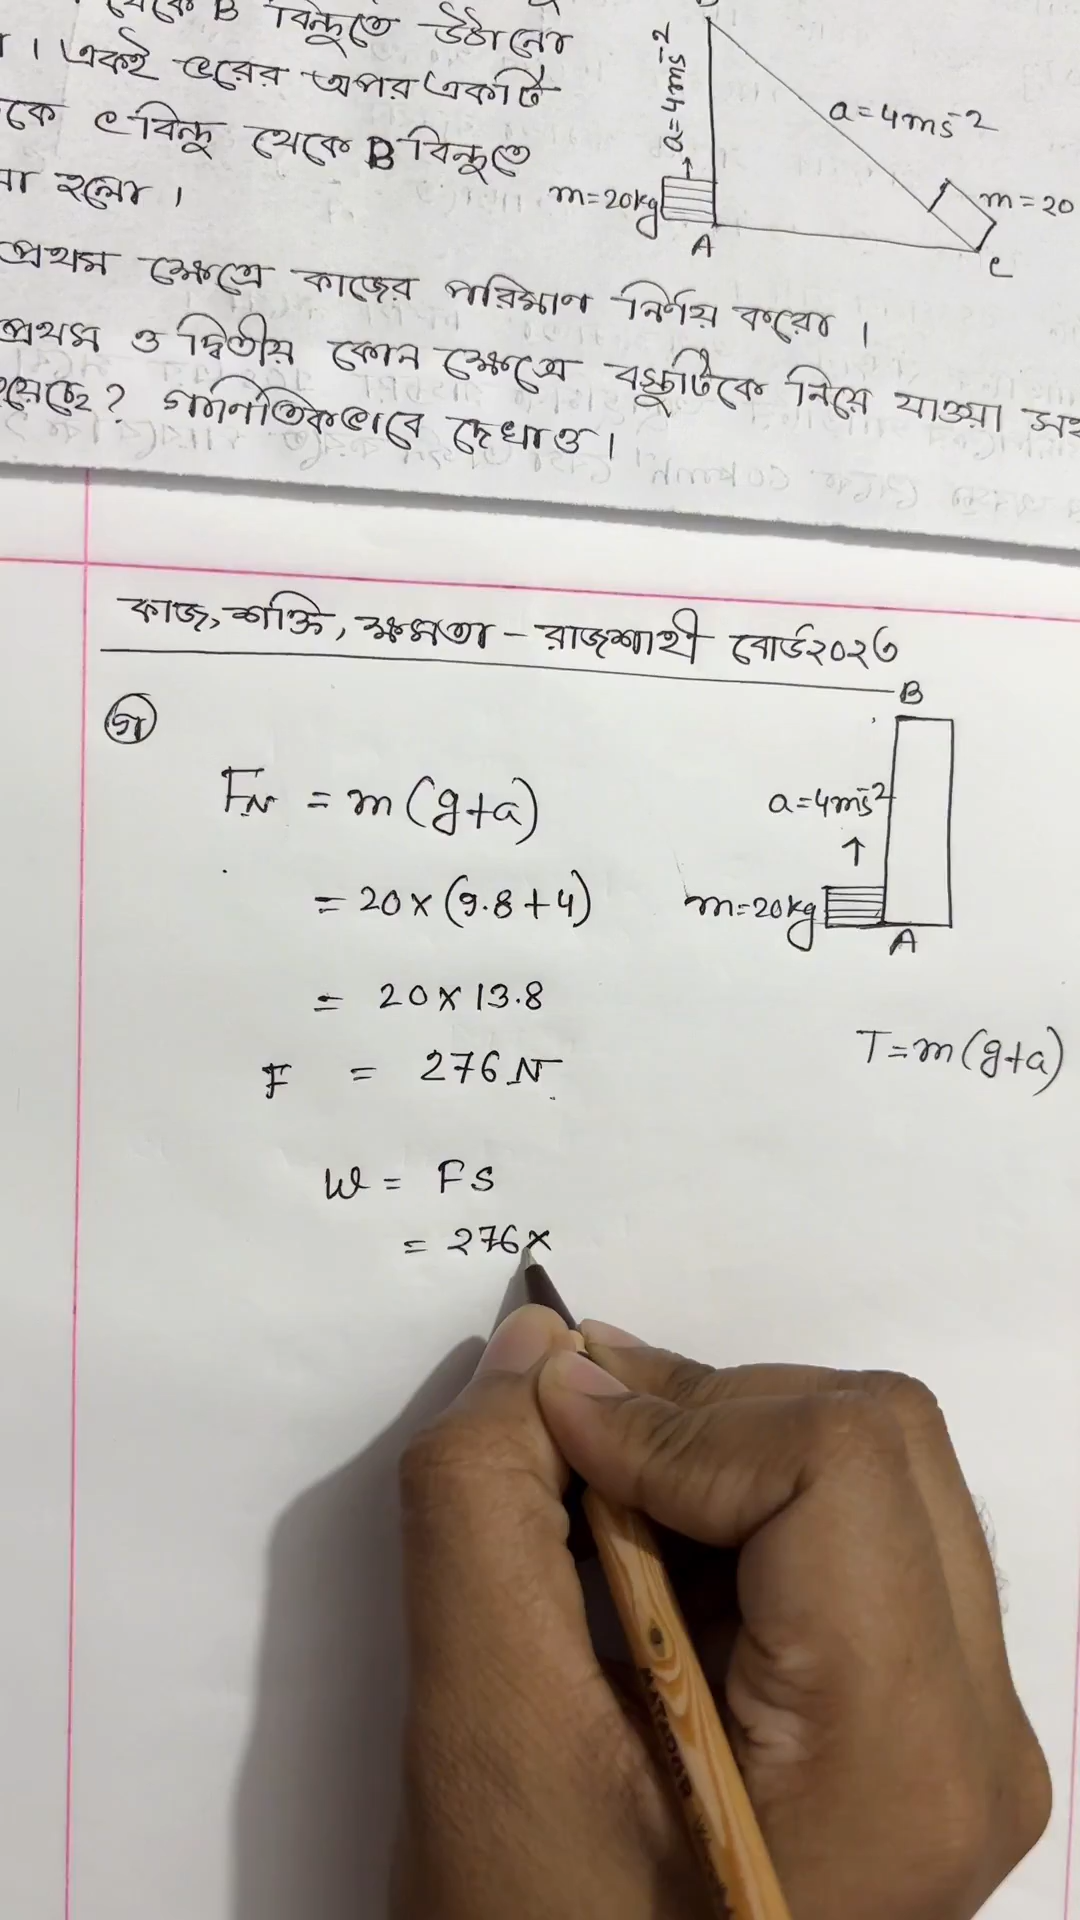 থেকে B বিন্দুতে উঠানো
। একই ভরের অপর একটি
কে C বিন্দু থেকে B বিন্দুতে
হলো ।
a=4ms⁻²
a=4ms⁻²
m=20kg
m=20
A
C
প্রথম ক্ষেত্রে কাজের পরিমাণ নির্ণয় করো ।
প্রথম ও দ্বিতীয় কোন ক্ষেত্রে বস্তুটিকে নিয়ে যাওয়া
হয়েছে? গাণিতিকভাবে দেখাও ।
কাজ, শক্তি, ক্ষমতা – রাজশাহী বোর্ড ২০২৩
গ
B
F_N = m(g+a)
a=4ms⁻²
= 20×(9.8+4)
m=20kg
A
= 20×13.8
T=m(g+a)
F = 276 N
W = FS
= 276×